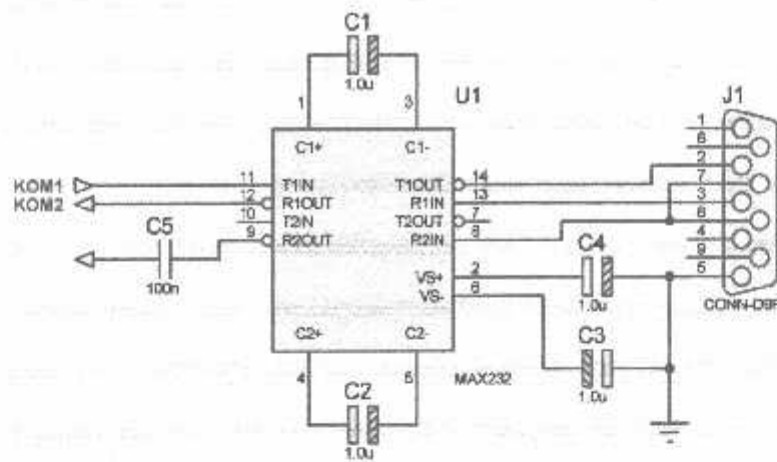 C1
1.0u
U1
J1
1
3
C1+
C1-
1
6
2
7
3
8
4
9
5
KOM1
11
T1IN
T1OUT
14
KOM2
12
R1OUT
R1IN
13
10
T2IN
T2OUT
7
9
R2OUT
R2IN
8
C5
100n
C4
1.0u
VS+
2
VS-
6
CONN-D9F
C3
1.0u
C2+
C2-
4
5
MAX232
C2
1.0u